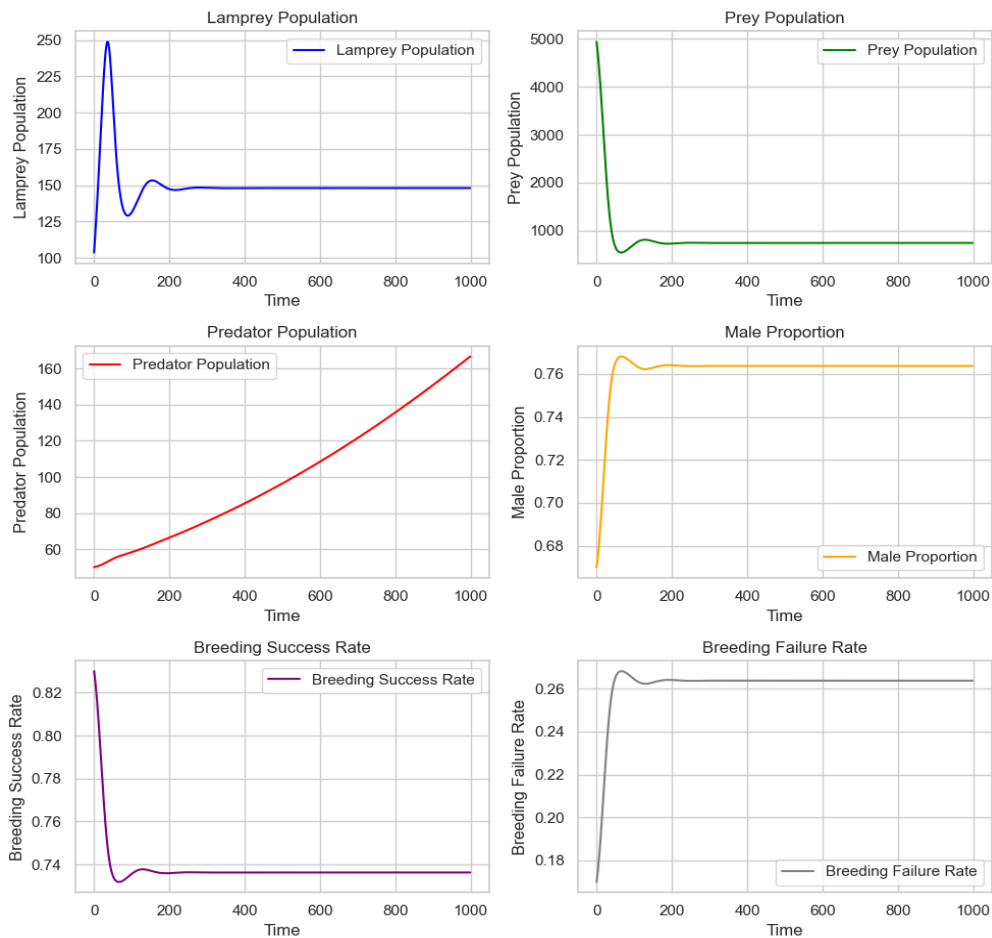 Lamprey Population
Lamprey Population
250
225
200
175
150
125
100
Lamprey Population
0
200
400
600
800
1000
Time
Prey Population
Prey Population
5000
4000
3000
2000
1000
Prey Population
0
200
400
600
800
1000
Time
Predator Population
Predator Population
160
140
120
100
80
60
Predator Population
0
200
400
600
800
1000
Time
Male Proportion
Male Proportion
0.76
0.74
0.72
0.70
0.68
Male Proportion
0
200
400
600
800
1000
Time
Breeding Success Rate
Breeding Success Rate
0.82
0.80
0.78
0.76
0.74
Breeding Success Rate
0
200
400
600
800
1000
Time
Breeding Failure Rate
Breeding Failure Rate
0.26
0.24
0.22
0.20
0.18
Breeding Failure Rate
0
200
400
600
800
1000
Time